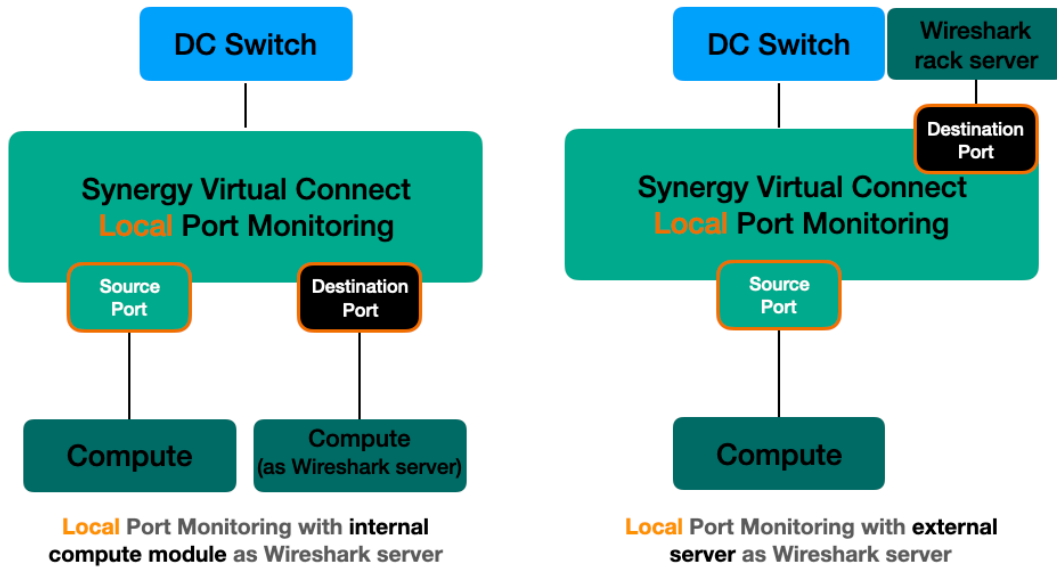 DC Switch
Synergy Virtual Connect
Local Port Monitoring
Source
Port
Destination
Port
Compute
Compute
(as Wireshark server)
Local Port Monitoring with internal
compute module as Wireshark server
DC Switch
Wireshark
rack server
Destination
Port
Synergy Virtual Connect
Local Port Monitoring
Source
Port
Compute
Local Port Monitoring with external
server as Wireshark server